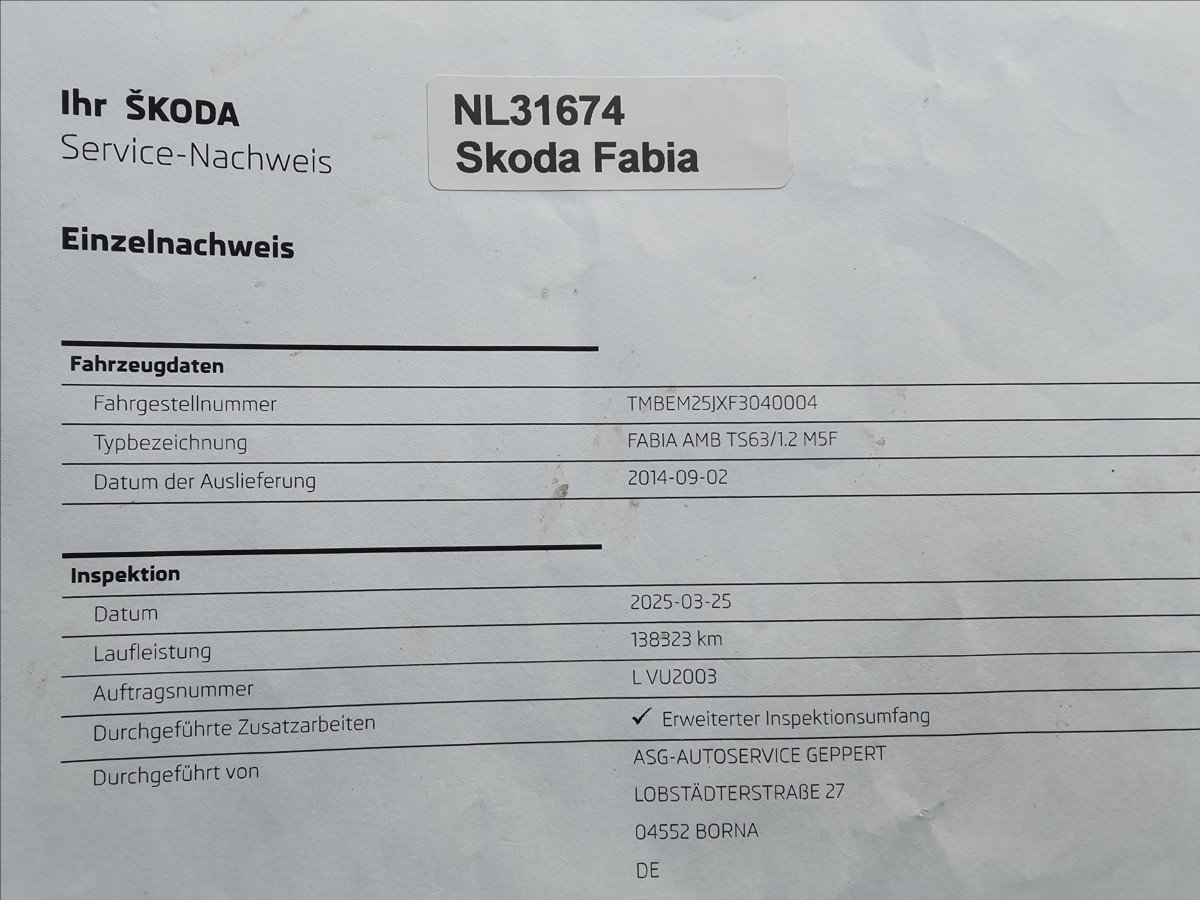 Ihr ŠKODA
Service-Nachweis
NL31674
Skoda Fabia
Einzelnachweis
Fahrzeugdaten
Fahrgestellnummer TMBEM25JXF3040004
Typbezeichnung FABIA AMB TS63/1.2 M5F
Datum der Auslieferung 2014-09-02
Inspektion
Datum 2025-03-25
Laufleistung 138323 km
Auftragsnummer L VU2003
Durchgeführte Zusatzarbeiten ✓ Erweiterter Inspektionsumfang
Durchgeführt von ASG-AUTOSERVICE GEPPERT
LOBSTÄDTERSTRAßE 27
04552 BORNA
DE